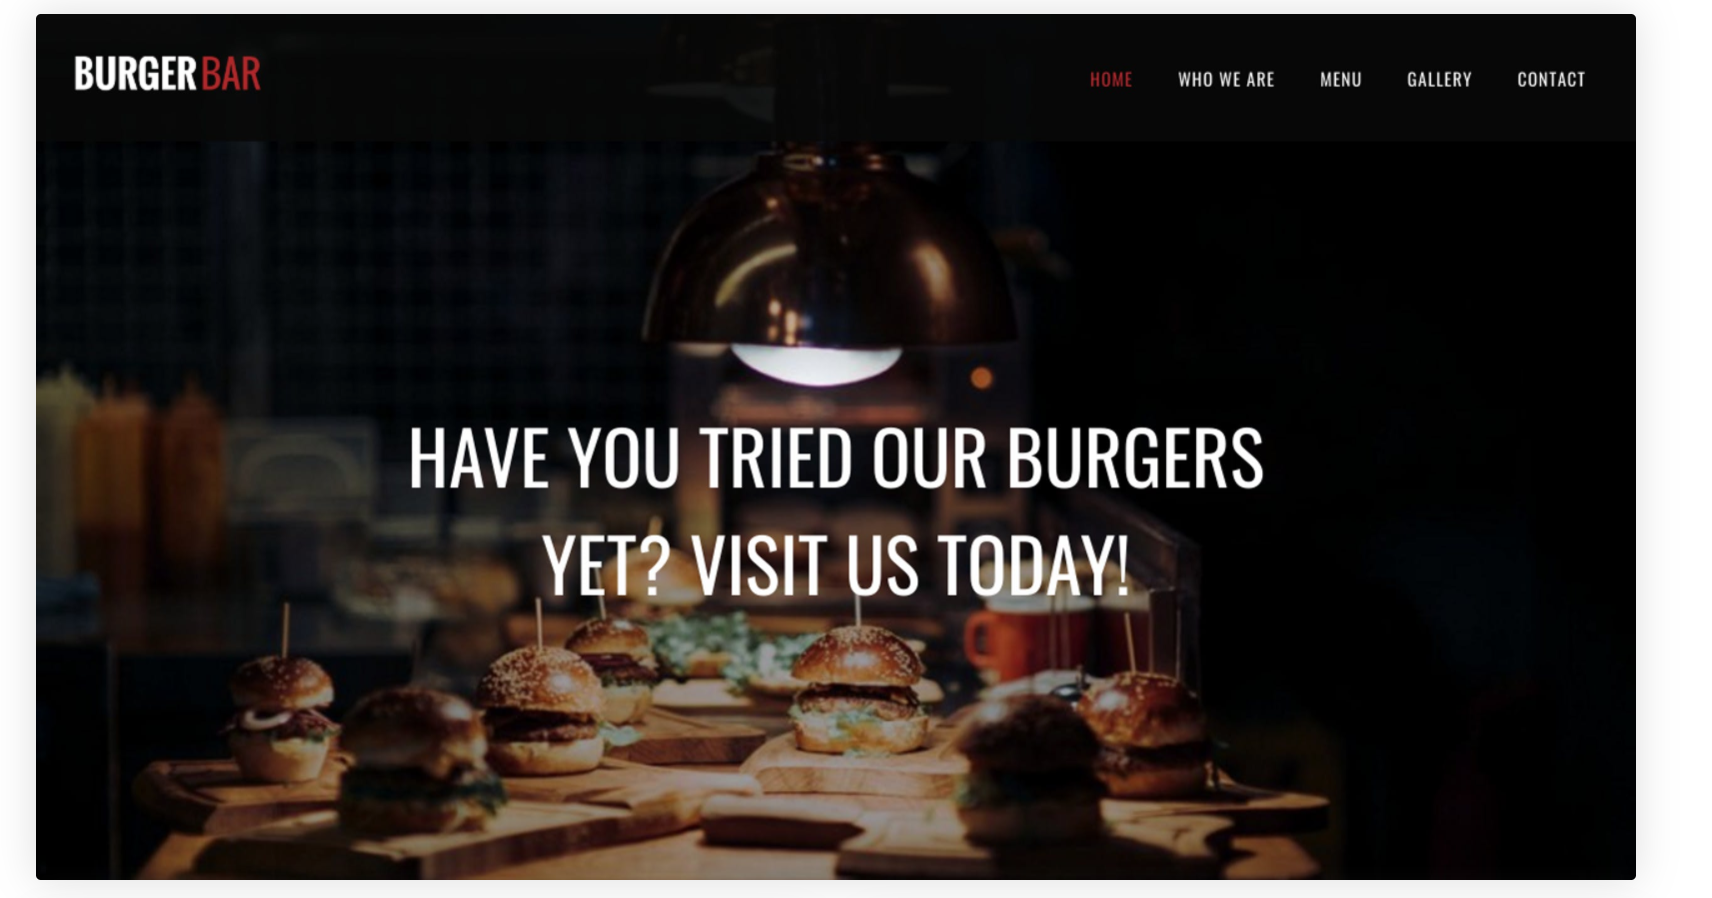 BURGER BAR
HOME WHO WE ARE MENU GALLERY CONTACT
HAVE YOU TRIED OUR BURGERS
YET? VISIT US TODAY!